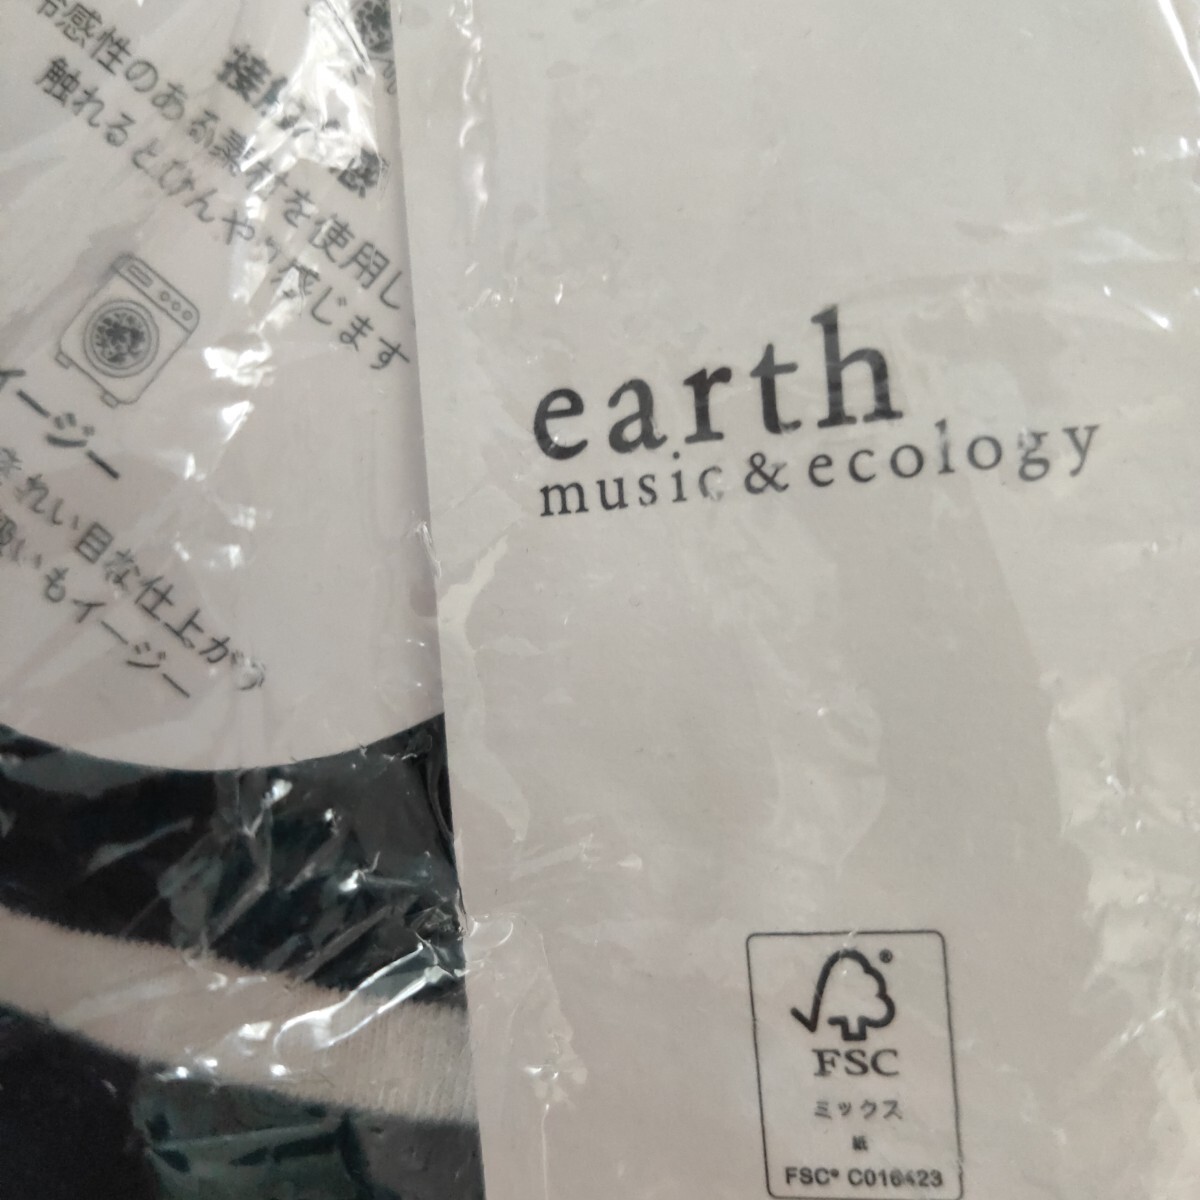 接触冷感
冷感性のある素材を使用し
触れるとひんやり感じます
イージー
きれい目な仕上がり
扱いもイージー
earth
music & ecology
FSC
ミックス
紙
FSC® C016423